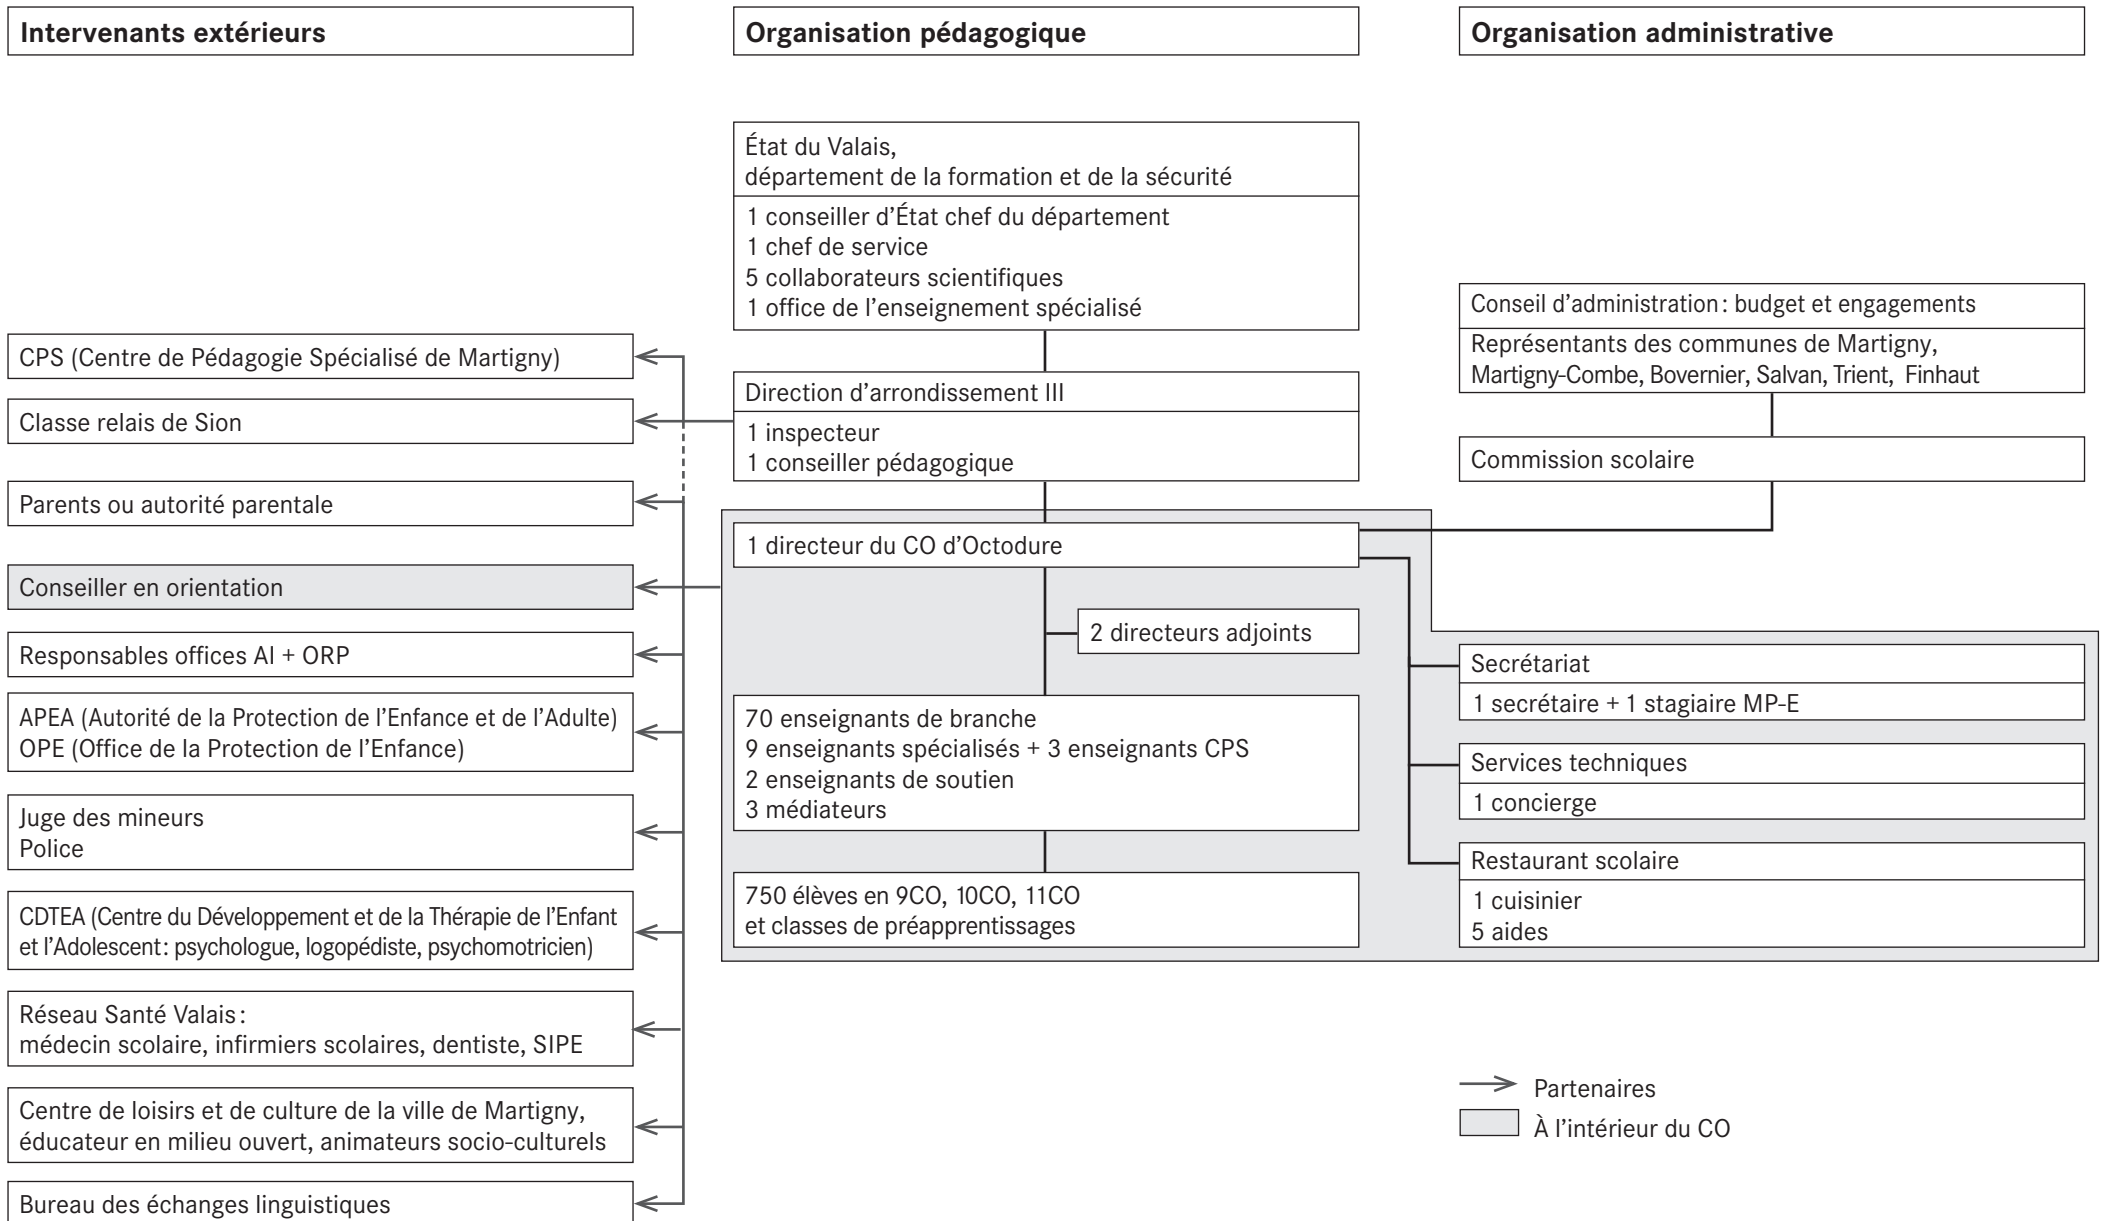 Intervenants extérieurs
Organisation pédagogique
Organisation administrative
État du Valais,
département de la formation et de la sécurité
1 conseiller d’État chef du département
1 chef de service
5 collaborateurs scientifiques
1 office de l’enseignement spécialisé
Conseil d’administration : budget et engagements
Représentants des communes de Martigny,
Martigny-Combe, Bovernier, Salvan, Trient, Finhaut
CPS (Centre de Pédagogie Spécialisé de Martigny)
Direction d’arrondissement III
1 inspecteur
1 conseiller pédagogique
Classe relais de Sion
Commission scolaire
Parents ou autorité parentale
1 directeur du CO d’Octodure
Conseiller en orientation
2 directeurs adjoints
Responsables offices AI + ORP
Secrétariat
1 secrétaire + 1 stagiaire MP-E
APEA (Autorité de la Protection de l’Enfance et de l’Adulte)
OPE (Office de la Protection de l’Enfance)
70 enseignants de branche
9 enseignants spécialisés + 3 enseignants CPS
2 enseignants de soutien
3 médiateurs
Services techniques
1 concierge
Juge des mineurs
Police
Restaurant scolaire
1 cuisinier
5 aides
750 élèves en 9CO, 10CO, 11CO
et classes de préapprentissages
CDTEA (Centre du Développement et de la Thérapie de l’Enfant
et l’Adolescent : psychologue, logopédiste, psychomotricien)
Réseau Santé Valais :
médecin scolaire, infirmiers scolaires, dentiste, SIPE
Centre de loisirs et de culture de la ville de Martigny,
éducateur en milieu ouvert, animateurs socio-culturels
Bureau des échanges linguistiques
Partenaires
À l’intérieur du CO